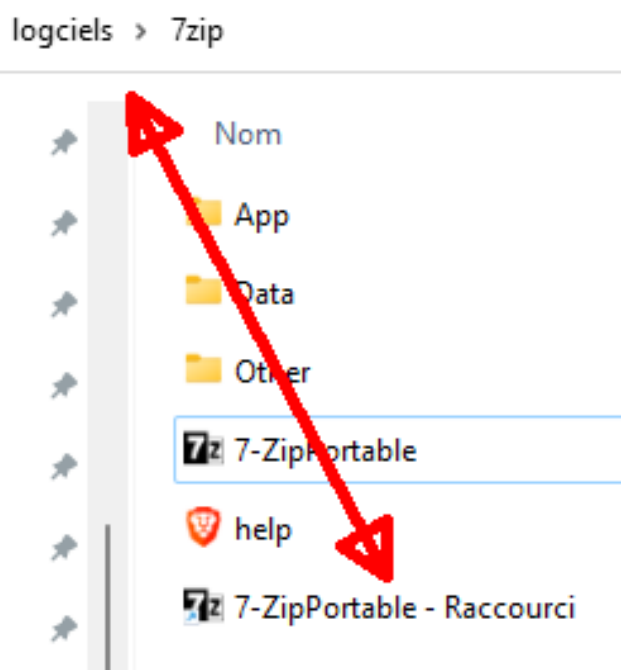 logciels > 7zip
Nom
App
Data
Other
7-ZipPortable
help
7-ZipPortable - Raccourci